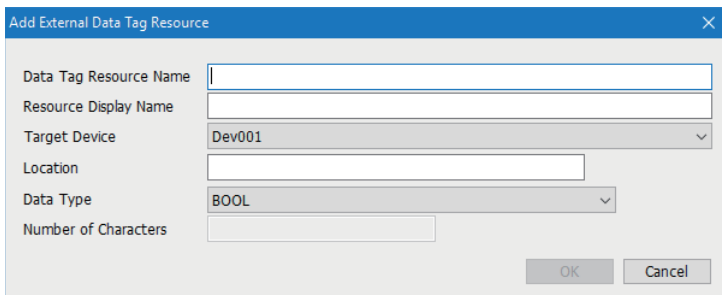 Add External Data Tag Resource
Data Tag Resource Name
Resource Display Name
Target Device Dev001
Location
Data Type BOOL
Number of Characters
OK Cancel